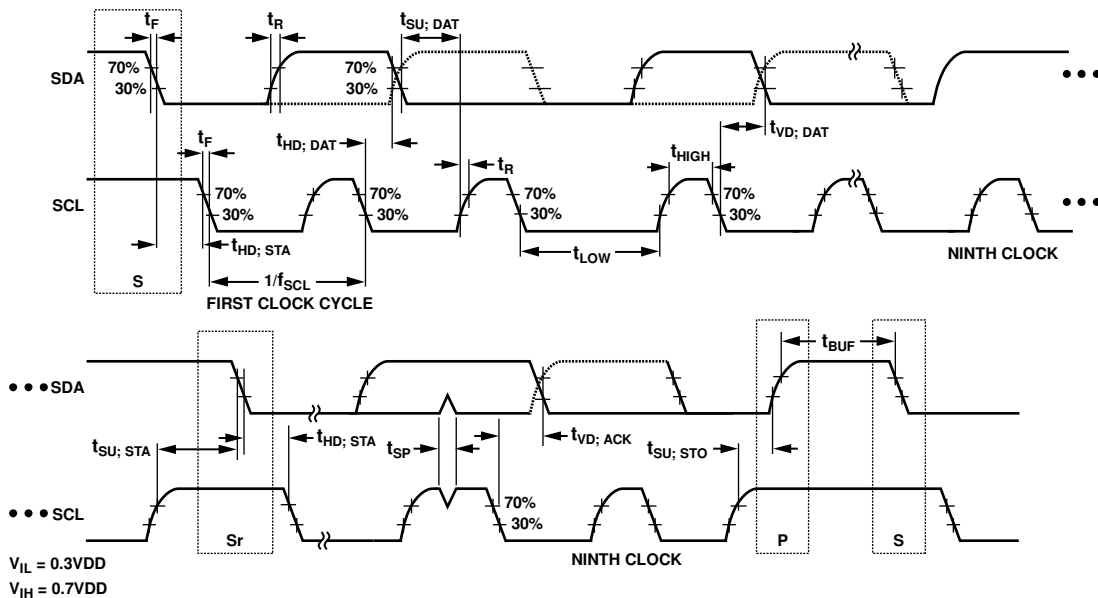 tF tR tSU; DAT
SDA 70% 30% 70% 30% •••
tHD; DAT tVD; DAT
tF tR tHIGH
SCL 70% 30% 70% 30% 70% 30% •••
tHD; STA tLOW NINTH CLOCK
S 1/fSCL
FIRST CLOCK CYCLE
tBUF
•••SDA
tSU; STA tHD; STA tSP tVD; ACK tSU; STO
•••SCL 70% 30%
Sr NINTH CLOCK P S
VIL = 0.3VDD
VIH = 0.7VDD